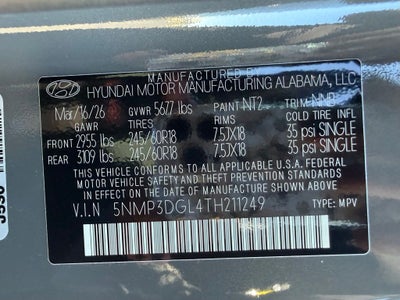 MANUFACTURED BY
HYUNDAI MOTOR MANUFACTURING ALABAMA, LLC
Mar/16/26 GVWR 5677 lbs PAINT NT2 TRIM NNB
GAWR TIRES RIMS COLD TIRE INFL. PRES.
FRONT 2955 lbs 245/60R18 7.5JX18 35 psi SINGLE
REAR 3109 lbs 245/60R18 7.5JX18 35 psi SINGLE
THIS VEHICLE CONFORMS TO ALL APPLICABLE U.S.
FEDERAL MOTOR VEHICLE SAFETY, BUMPER, AND
THEFT PREVENTION STANDARDS IN EFFECT ON THE
DATE OF MANUFACTURE SHOWN ABOVE.
V.I.N 5NMP3DGL4TH211249 TYPE: MPV